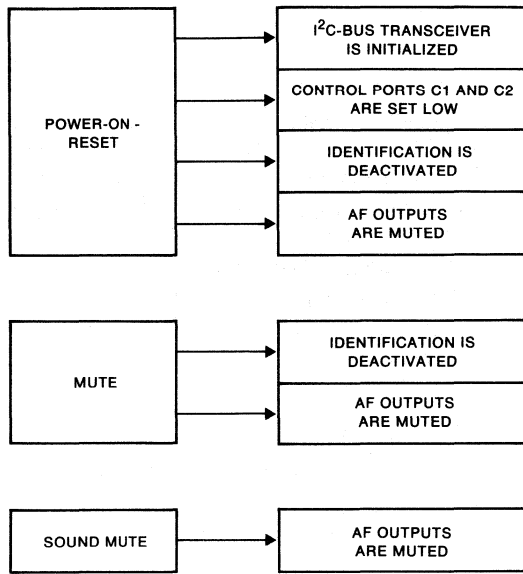 POWER-ON -
RESET
I²C-BUS TRANSCEIVER
IS INITIALIZED
CONTROL PORTS C1 AND C2
ARE SET LOW
IDENTIFICATION IS
DEACTIVATED
AF OUTPUTS
ARE MUTED
MUTE
IDENTIFICATION IS
DEACTIVATED
AF OUTPUTS
ARE MUTED
SOUND MUTE
AF OUTPUTS
ARE MUTED